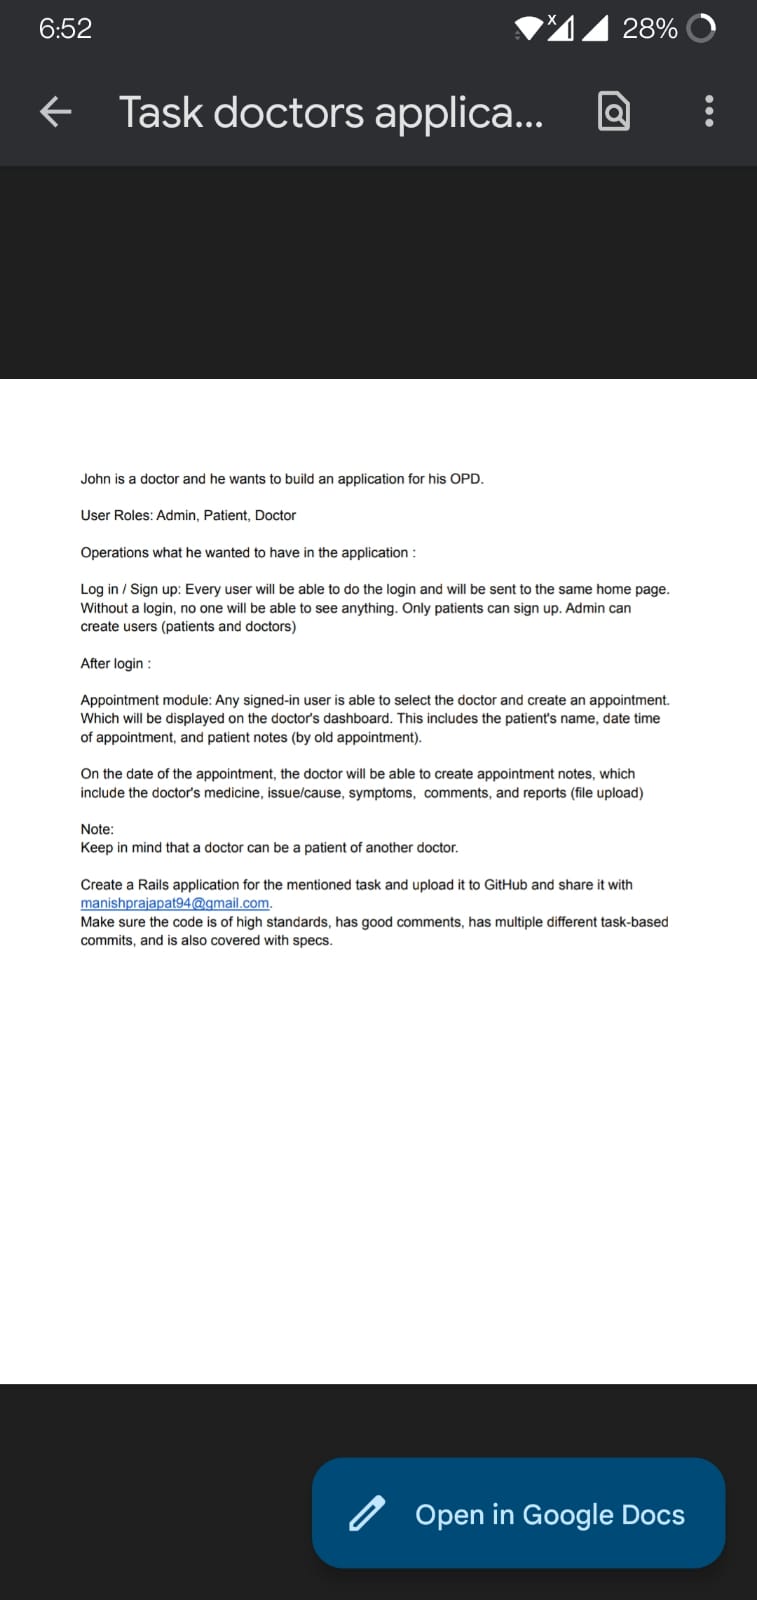 6:52
x
28%
Task doctors applica...
John is a doctor and he wants to build an application for his OPD.
User Roles: Admin, Patient, Doctor
Operations what he wanted to have in the application :
Log in / Sign up: Every user will be able to do the login and will be sent to the same home page.
Without a login, no one will be able to see anything. Only patients can sign up. Admin can
create users (patients and doctors)
After login :
Appointment module: Any signed-in user is able to select the doctor and create an appointment.
Which will be displayed on the doctor's dashboard. This includes the patient's name, date time
of appointment, and patient notes (by old appointment).
On the date of the appointment, the doctor will be able to create appointment notes, which
include the doctor's medicine, issue/cause, symptoms,  comments, and reports (file upload)
Note:
Keep in mind that a doctor can be a patient of another doctor.
Create a Rails application for the mentioned task and upload it to GitHub and share it with
manishprajapat94@gmail.com.
Make sure the code is of high standards, has good comments, has multiple different task-based
commits, and is also covered with specs.
Open in Google Docs